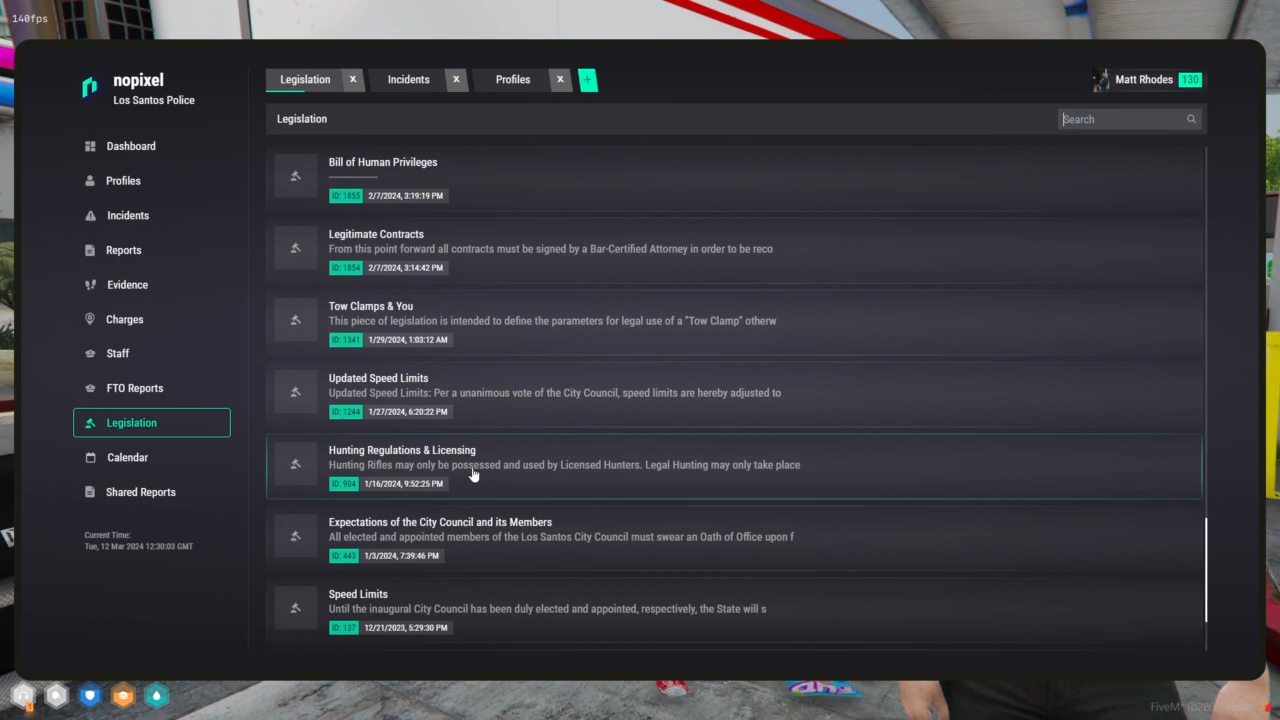 140fps
nopixel
Los Santos Police
Legislation x Incidents x Profiles x +
Matt Rhodes 130
Legislation
Search
Dashboard
Profiles
Incidents
Reports
Evidence
Charges
Staff
FTO Reports
Legislation
Calendar
Shared Reports
Current Time:
Tue, 12 Mar 2024 12:30:03 GMT
Bill of Human Privileges
ID: 1855 2/7/2024, 3:19:19 PM
Legitimate Contracts
From this point forward all contracts must be signed by a Bar-Certified Attorney in order to be reco
ID: 1854 2/7/2024, 3:14:42 PM
Tow Clamps & You
This piece of legislation is intended to define the parameters for legal use of a "Tow Clamp" otherw
ID: 1341 1/29/2024, 1:03:12 AM
Updated Speed Limits
Updated Speed Limits: Per a unanimous vote of the City Council, speed limits are hereby adjusted to
ID: 1244 1/27/2024, 6:20:22 PM
Hunting Regulations & Licensing
Hunting Rifles may only be possessed and used by Licensed Hunters. Legal Hunting may only take place
ID: 904 1/16/2024, 9:52:25 PM
Expectations of the City Council and its Members
All elected and appointed members of the Los Santos City Council must swear an Oath of Office upon f
ID: 443 1/3/2024, 7:39:46 PM
Speed Limits
Until the inaugural City Council has been duly elected and appointed, respectively, the State will s
ID: 137 12/21/2023, 5:29:30 PM
FiveM